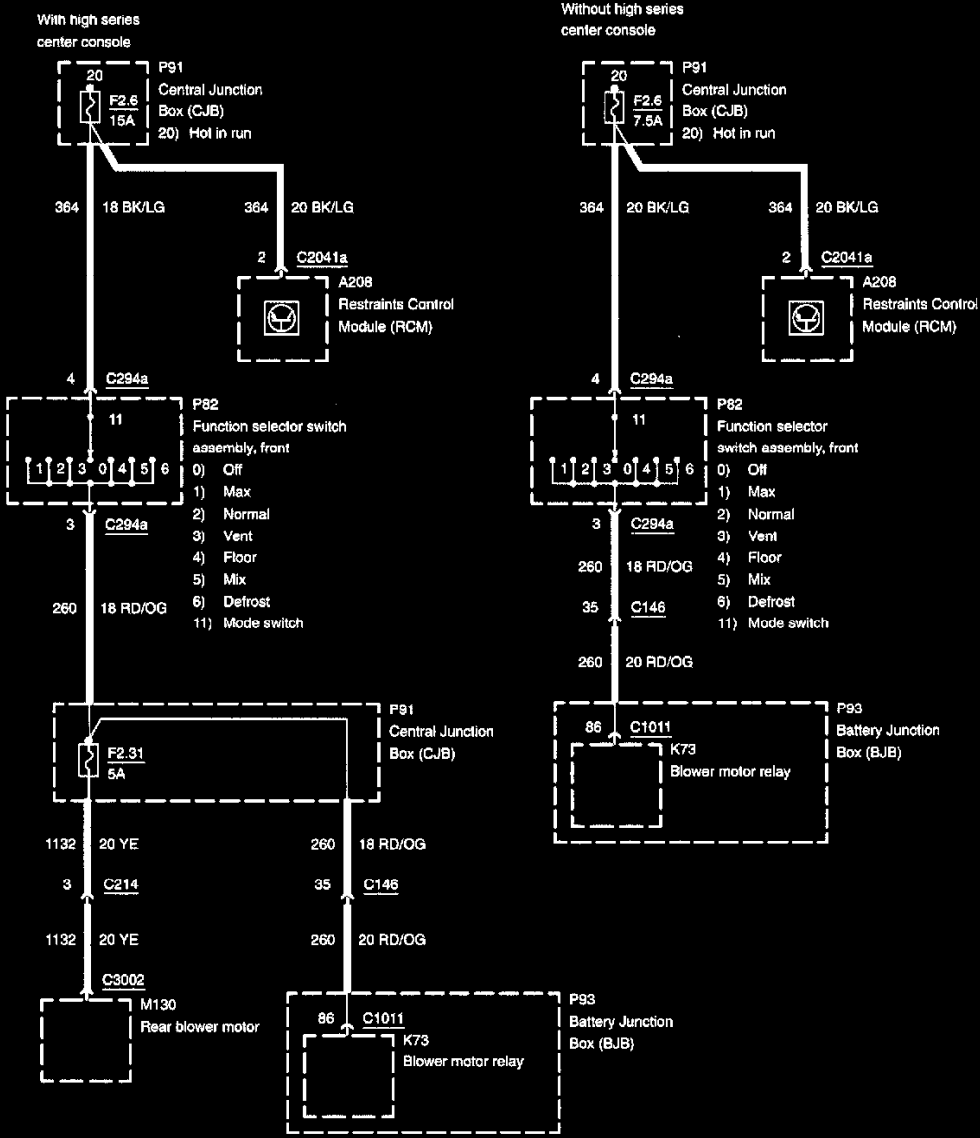 With high series
center console
20
F2.6
15A
P91
Central Junction
Box (CJB)
20) Hot in run
364
18 BK/LG
364
20 BK/LG
2
C2041a
A208
Restraints Control
Module (RCM)
4
C294a
11
1 2 3 0 4 5 6
P82
Function selector switch
assembly, front
0) Off
1) Max
2) Normal
3) Vent
4) Floor
5) Mix
6) Defrost
11) Mode switch
3
C294a
260
18 RD/OG
P91
Central Junction
Box (CJB)
F2.31
5A
1132
20 YE
260
18 RD/OG
3
C214
35
C146
1132
20 YE
260
20 RD/OG
C3002
M130
Rear blower motor
P93
Battery Junction
Box (BJB)
86
C1011
K73
Blower motor relay
Without high series
center console
20
F2.6
7.5A
P91
Central Junction
Box (CJB)
20) Hot in run
364
20 BK/LG
364
20 BK/LG
2
C2041a
A208
Restraints Control
Module (RCM)
4
C294a
11
1 2 3 0 4 5 6
P82
Function selector
switch assembly, front
0) Off
1) Max
2) Normal
3) Vent
4) Floor
5) Mix
6) Defrost
11) Mode switch
3
C294a
260
18 RD/OG
35
C146
260
20 RD/OG
P93
Battery Junction
Box (BJB)
86
C1011
K73
Blower motor relay